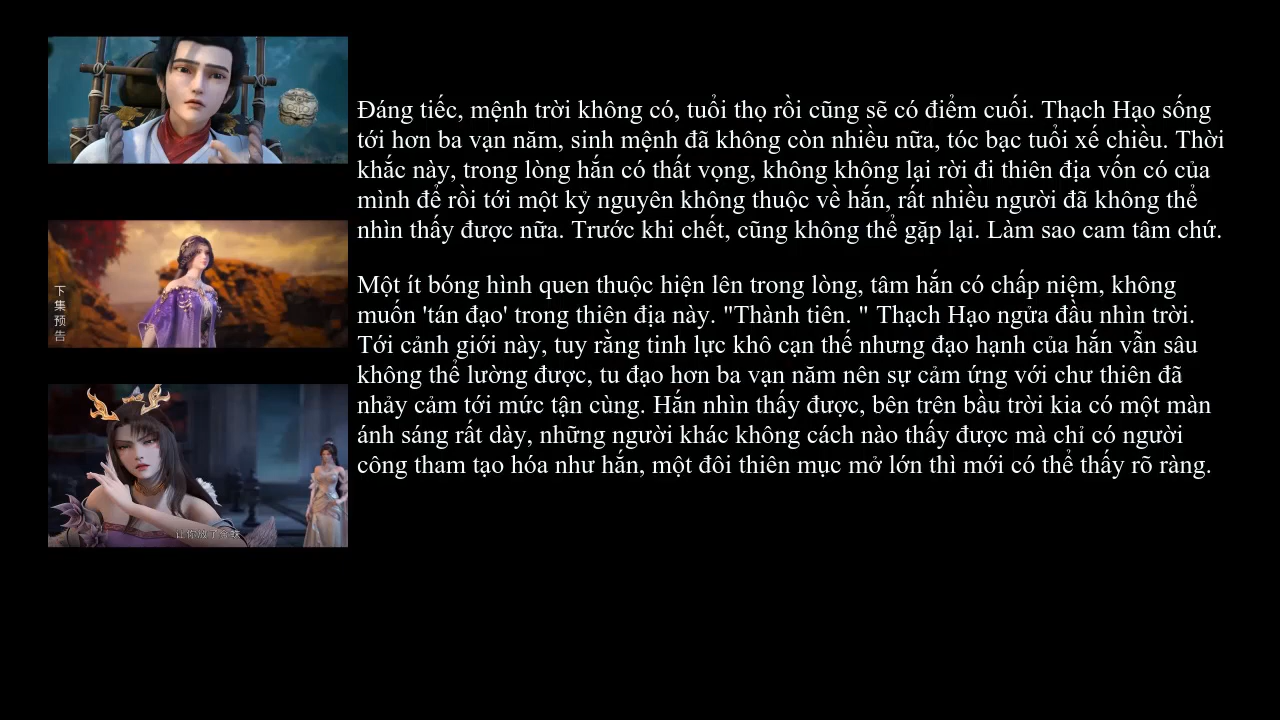 Đáng tiếc, mệnh trời không có, tuổi thọ rồi cũng sẽ có điểm cuối. Thạch Hạo sống
tới hơn ba vạn năm, sinh mệnh đã không còn nhiều nữa, tóc bạc tuổi xế chiều. Thời
khắc này, trong lòng hắn có thất vọng, không không lại rời đi thiên địa vốn có của
mình để rồi tới một kỷ nguyên không thuộc về hắn, rất nhiều người đã không thể
nhìn thấy được nữa. Trước khi chết, cũng không thể gặp lại. Làm sao cam tâm chứ.
Một ít bóng hình quen thuộc hiện lên trong lòng, tâm hắn có chấp niệm, không
muốn 'tán đạo' trong thiên địa này. "Thành tiên. " Thạch Hạo ngửa đầu nhìn trời.
Tới cảnh giới này, tuy rằng tinh lực khô cạn thế nhưng đạo hạnh của hắn vẫn sâu
không thể lường được, tu đạo hơn ba vạn năm nên sự cảm ứng với chư thiên đã
nhảy cảm tới mức tận cùng. Hắn nhìn thấy được, bên trên bầu trời kia có một màn
ánh sáng rất dày, những người khác không cách nào thấy được mà chỉ có người
công tham tạo hóa như hắn, một đôi thiên mục mở lớn thì mới có thể thấy rõ ràng.
下集预告
让你放了